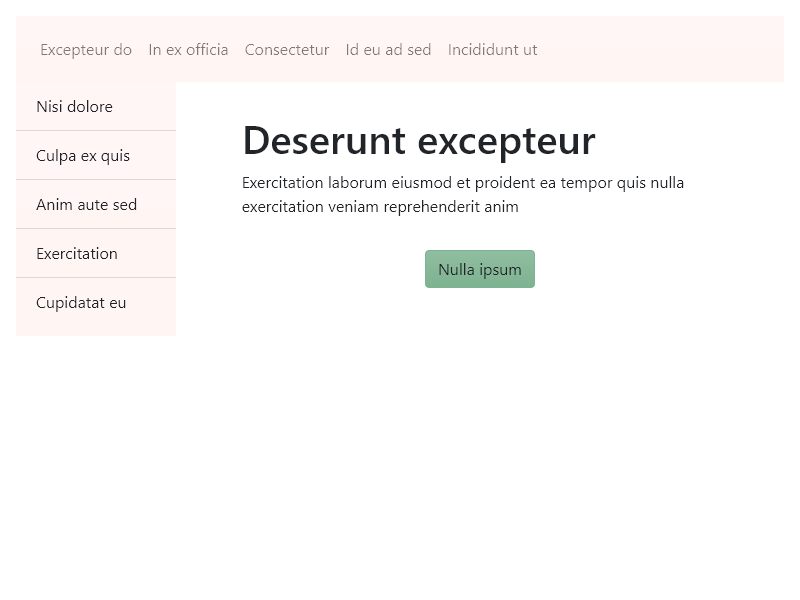 Excepteur do In ex officia Consectetur Id eu ad sed Incididunt ut
Nisi dolore
Culpa ex quis
Anim aute sed
Exercitation
Cupidatat eu
Deserunt excepteur
Exercitation laborum eiusmod et proident ea tempor quis nulla
exercitation veniam reprehenderit anim
Nulla ipsum